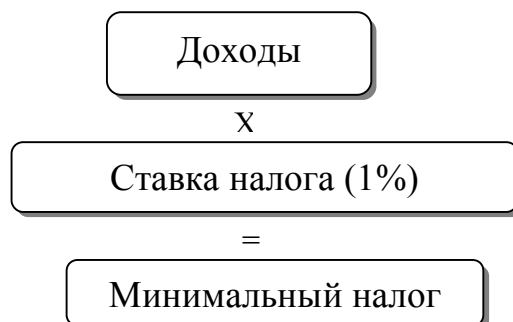 Доходы
X
Ставка налога (1%)
=
Минимальный налог